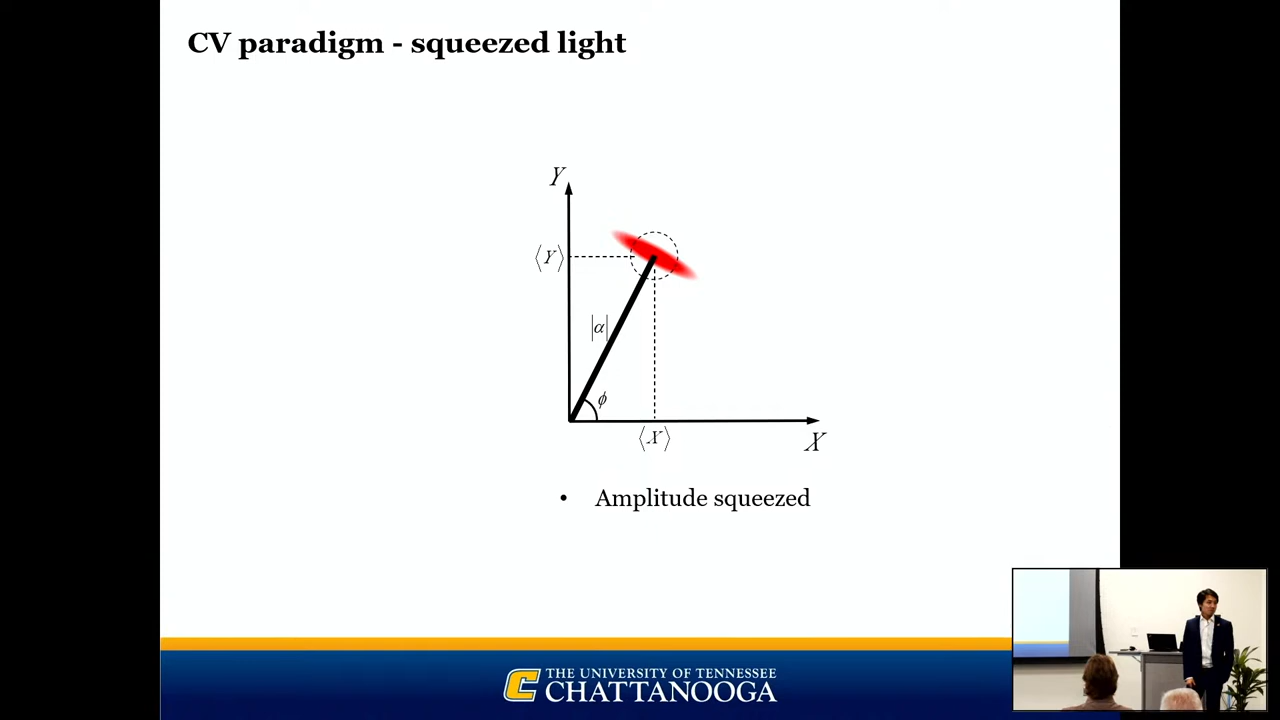 CV paradigm - squeezed light
Y
⟨Y⟩
|α|
ϕ
⟨X⟩
X
• Amplitude squeezed
THE UNIVERSITY OF TENNESSEE
CHATTANOOGA